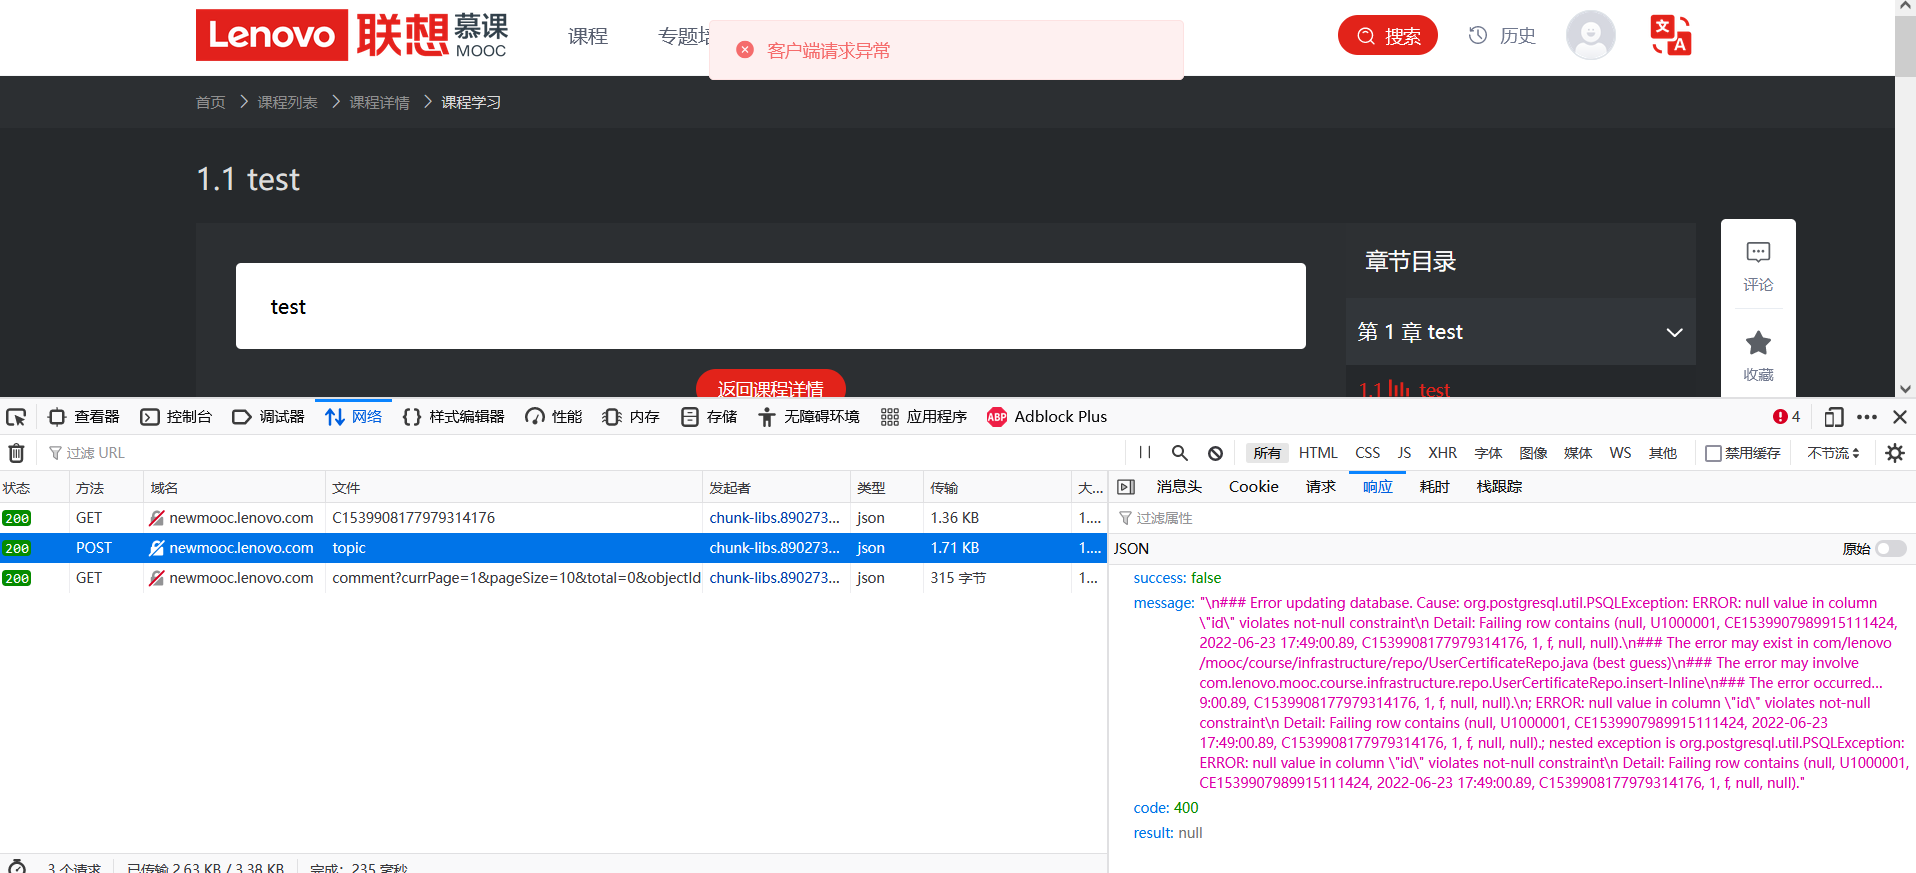 Lenovo 联想 慕课 MOOC
课程
专题培
客户端请求异常
搜索
历史
文 A
首页 > 课程列表 > 课程详情 > 课程学习
1.1 test
test
返回课程详情
章节目录
第 1 章 test
1.1 test
评论
收藏
查看器 控制台 调试器 网络 {} 样式编辑器 性能 内存 存储 无障碍环境 应用程序 ABP Adblock Plus 4
过滤 URL
所有 HTML CSS JS XHR 字体 图像 媒体 WS 其他 禁用缓存 不节流
状态 方法 域名 文件 发起者 类型 传输 大...
200 GET newmooc.lenovo.com C1539908177979314176 chunk-libs.890273... json 1.36 KB 1....
200 POST newmooc.lenovo.com topic chunk-libs.890273... json 1.71 KB 1....
200 GET newmooc.lenovo.com comment?currPage=1&pageSize=10&total=0&objectId chunk-libs.890273... json 315 字节 1...
3 个请求 已传输 2.63 KB / 3.38 KB 完成：235 毫秒
消息头 Cookie 请求 响应 耗时 栈跟踪
过滤属性
JSON 原始
success: false
message: "\n### Error updating database. Cause: org.postgresql.util.PSQLException: ERROR: null value in column
\"id\" violates not-null constraint\n Detail: Failing row contains (null, U1000001, CE1539907989915111424,
2022-06-23 17:49:00.89, C1539908177979314176, 1, f, null, null).\n### The error may exist in com/lenovo
/mooc/course/infrastructure/repo/UserCertificateRepo.java (best guess)\n### The error may involve
com.lenovo.mooc.course.infrastructure.repo.UserCertificateRepo.insert-Inline\n### The error occurred...
9:00.89, C1539908177979314176, 1, f, null, null).\n; ERROR: null value in column \"id\" violates not-null
constraint\n Detail: Failing row contains (null, U1000001, CE1539907989915111424, 2022-06-23
17:49:00.89, C1539908177979314176, 1, f, null, null).; nested exception is org.postgresql.util.PSQLException:
ERROR: null value in column \"id\" violates not-null constraint\n Detail: Failing row contains (null, U1000001,
CE1539907989915111424, 2022-06-23 17:49:00.89, C1539908177979314176, 1, f, null, null)."
code: 400
result: null